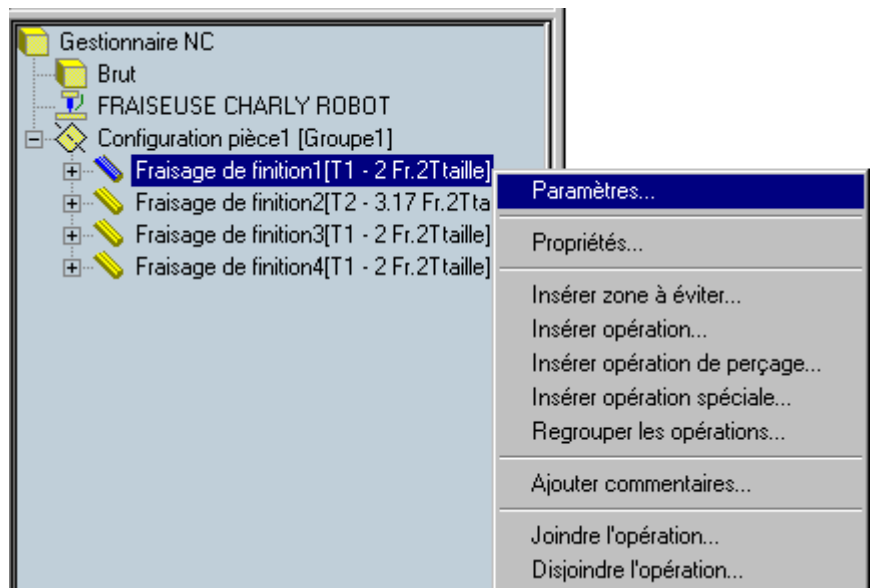 Gestionnaire NC
Brut
FRAISEUSE CHARLY ROBOT
Configuration pièce1 [Groupe1]
Fraisage de finition1[T1 - 2 Fr.2Ttaille]
Fraisage de finition2[T2 - 3.17 Fr.2Tta
Fraisage de finition3[T1 - 2 Fr.2Ttaille]
Fraisage de finition4[T1 - 2 Fr.2Ttaille]
Paramètres...
Propriétés...
Insérer zone à éviter...
Insérer opération...
Insérer opération de perçage...
Insérer opération spéciale...
Regrouper les opérations...
Ajouter commentaires...
Joindre l'opération...
Disjoindre l'opération...